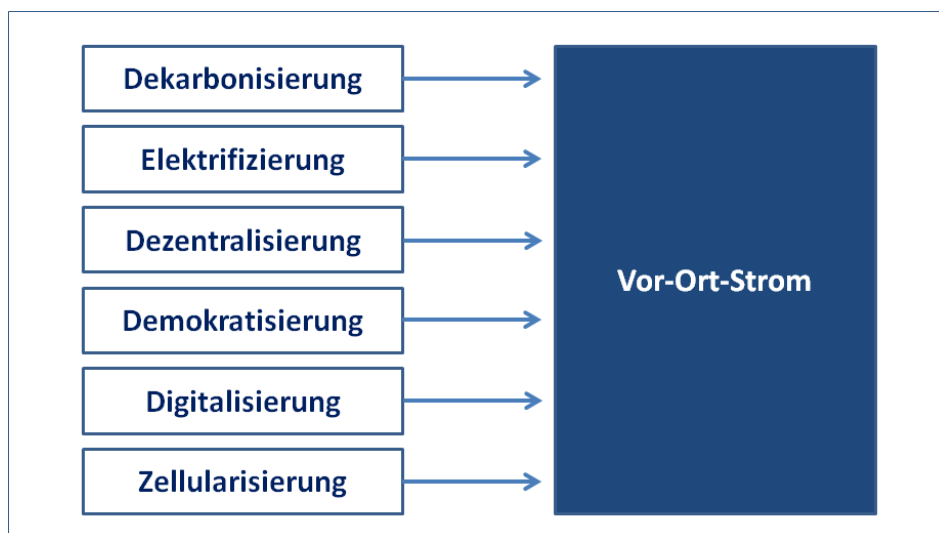 Dekarbonisierung
Elektrifizierung
Dezentralisierung
Demokratisierung
Digitalisierung
Zellularisierung
Vor-Ort-Strom